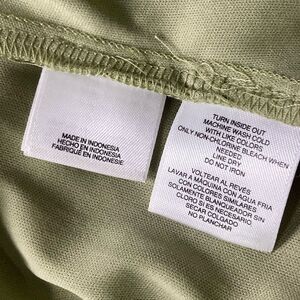 MADE IN INDONESIA
HECHO EN INDONESIA
FABRIQUÉ EN INDONESIE
TURN INSIDE OUT
MACHINE WASH COLD
WITH LIKE COLORS
ONLY NON-CHLORINE BLEACH WHEN
NEEDED
LINE DRY
DO NOT IRON
VOLTEAR AL REVÉS
LAVAR A MÁQUINA CON AGUA FRIA
CON COLORES SIMILARES
SOLAMENTE BLANQUEADOR SIN
CLORO SI ES NECESARIO
SECAR COLGADO
NO PLANCHAR